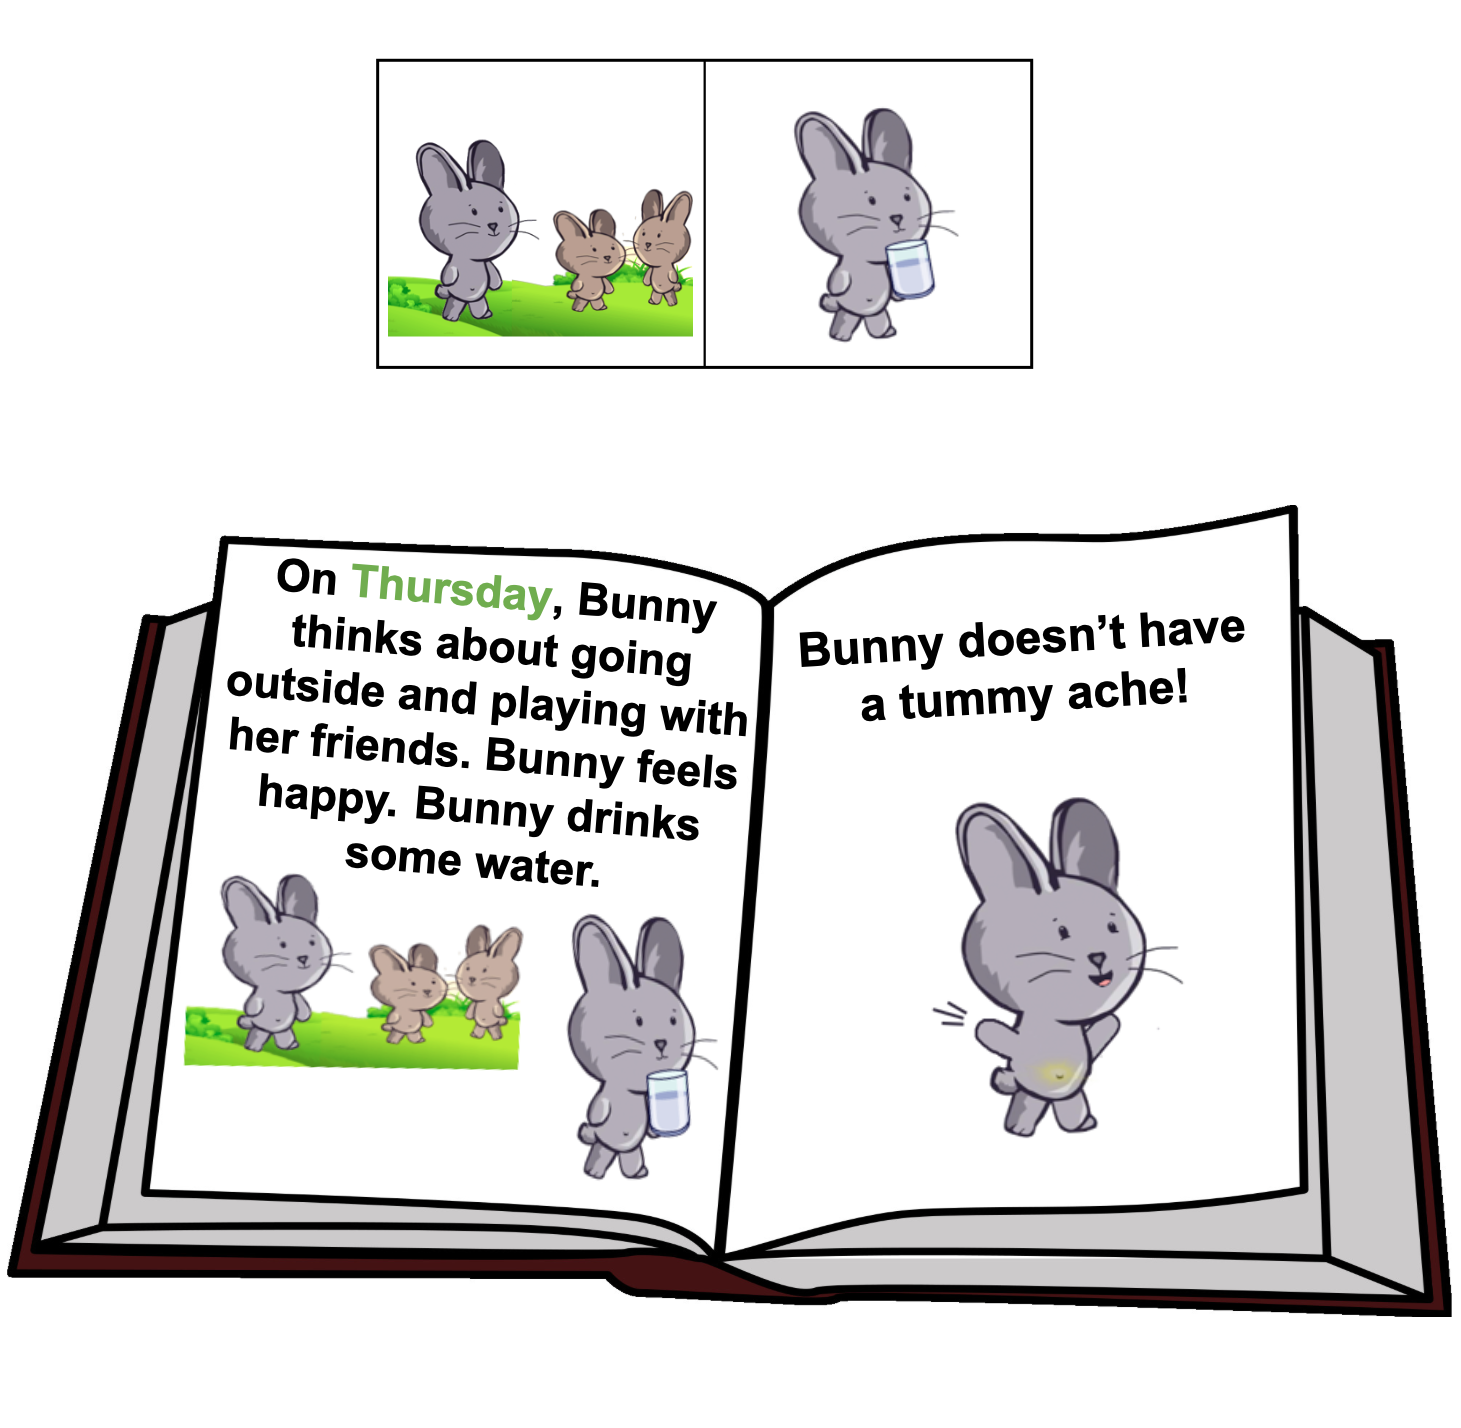 On Thursday, Bunny
thinks about going
outside and playing with
her friends. Bunny feels
happy. Bunny drinks
some water.
Bunny doesn’t have
a tummy ache!